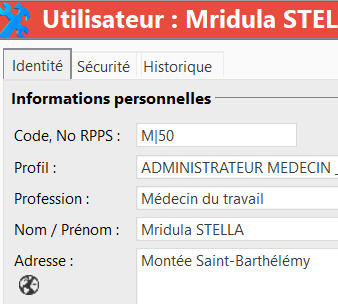 Utilisateur : Mridula STEL
Identité Sécurité Historique
Informations personnelles
Code, No RPPS : M|50
Profil : ADMINISTRATEUR MEDECIN _
Profession : Médecin du travail
Nom / Prénom : Mridula STELLA
Adresse : Montée Saint-Barthélémy